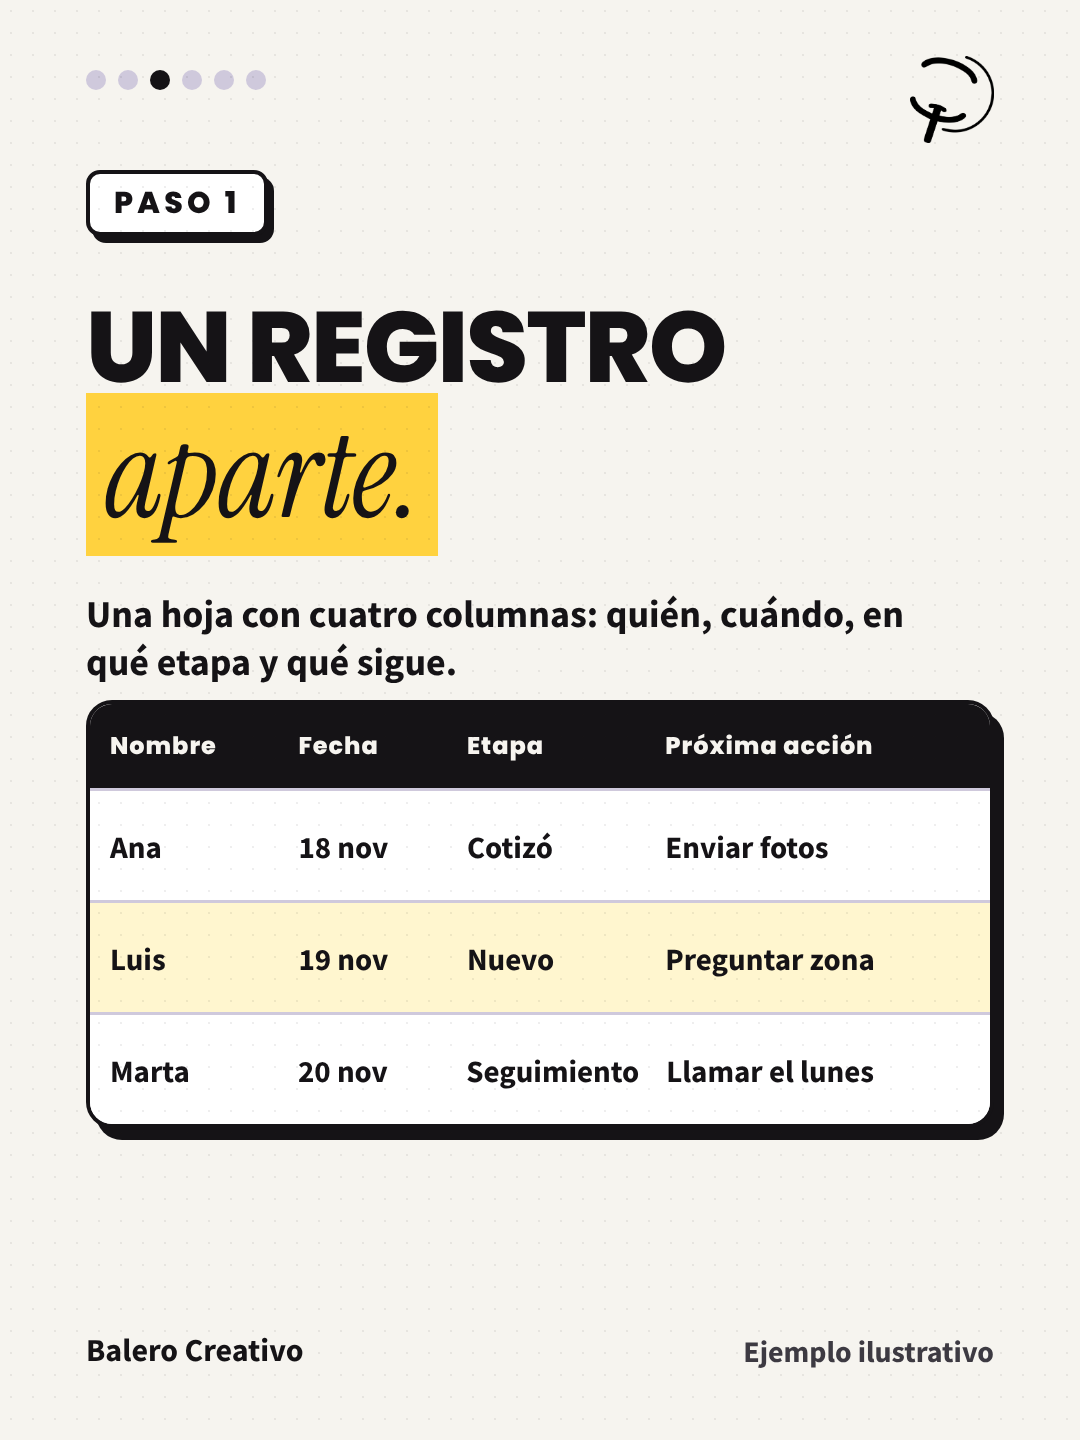 PASO 1
UN REGISTRO
aparte.
Una hoja con cuatro columnas: quién, cuándo, en
qué etapa y qué sigue.
Nombre Fecha Etapa Próxima acción
Ana 18 nov Cotizó Enviar fotos
Luis 19 nov Nuevo Preguntar zona
Marta 20 nov Seguimiento Llamar el lunes
Balero Creativo Ejemplo ilustrativo